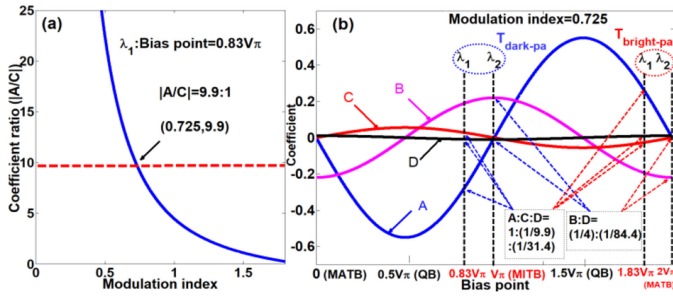 (a)
λ1:Bias point=0.83Vπ
|A/C|=9.9:1
(0.725,9.9)
Coefficient ratio (|A/C|)
25
20
15
10
5
0
0
0.5
1.0
1.5
Modulation index
(b)
Modulation index=0.725
Tdark-pa
Tbright-pa
λ1 λ2
λ1 λ2
B
C
D
A
Coefficient
0.6
0.4
0.2
0
-0.2
-0.4
-0.6
A:C:D=
1:(1/9.9)
:(1/31.4)
B:D=
(1/4):(1/84.4)
0 (MATB)
0.5Vπ (QB)
0.83Vπ
Vπ (MITB)
1.5Vπ (QB)
1.83Vπ
2Vπ
(MATB)
Bias point